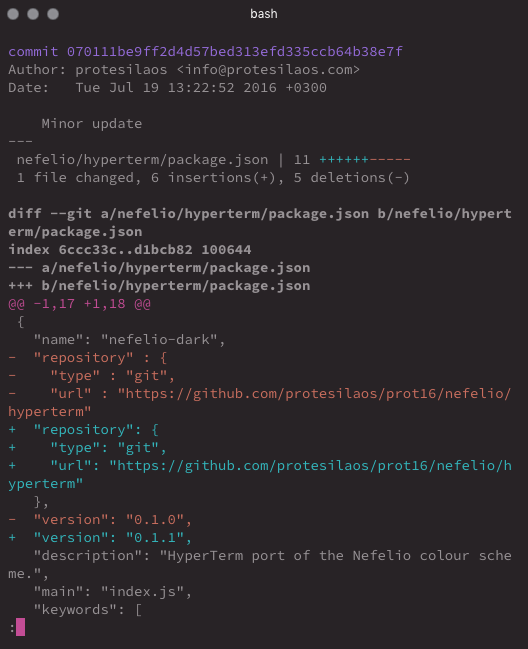 bash
commit 070111be9ff2d4d57bed313efd335ccb64b38e7f
Author: protesilaos <info@protesilaos.com>
Date:   Tue Jul 19 13:22:52 2016 +0300
    Minor update
---
 nefelio/hyperterm/package.json | 11 ++++++-----
 1 file changed, 6 insertions(+), 5 deletions(-)
diff --git a/nefelio/hyperterm/package.json b/nefelio/hypert
erm/package.json
index 6ccc33c..d1bcb82 100644
--- a/nefelio/hyperterm/package.json
+++ b/nefelio/hyperterm/package.json
@@ -1,17 +1,18 @@
 {
   "name": "nefelio-dark",
-  "repository" : {
-    "type" : "git",
-    "url" : "https://github.com/protesilaos/prot16/nefelio/
hyperterm"
+  "repository": {
+    "type": "git",
+    "url": "https://github.com/protesilaos/prot16/nefelio/h
yperterm"
   },
-  "version": "0.1.0",
+  "version": "0.1.1",
   "description": "HyperTerm port of the Nefelio colour sche
me.",
   "main": "index.js",
   "keywords": [
: